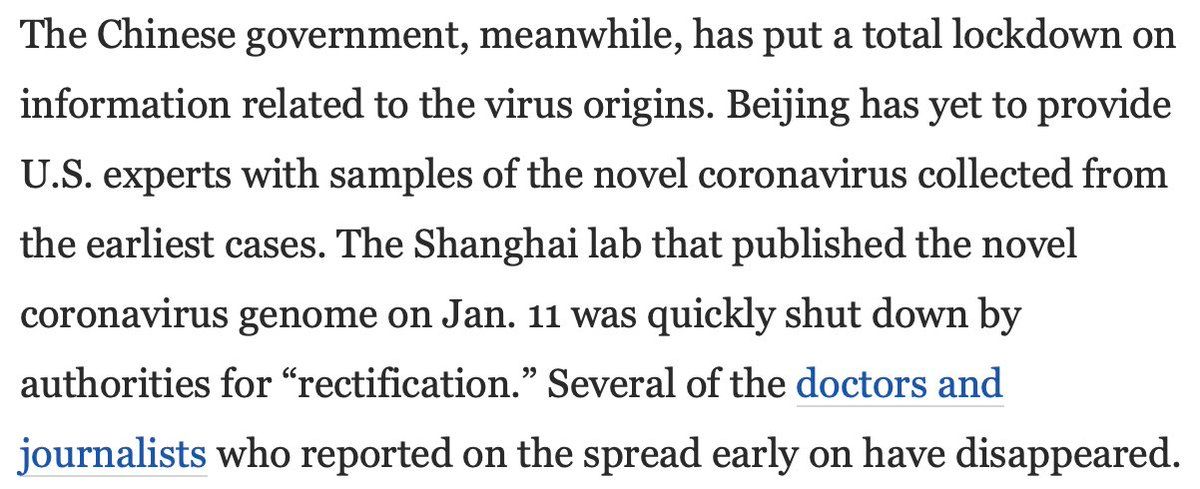 The Chinese government, meanwhile, has put a total lockdown on
information related to the virus origins. Beijing has yet to provide
U.S. experts with samples of the novel coronavirus collected from
the earliest cases. The Shanghai lab that published the novel
coronavirus genome on Jan. 11 was quickly shut down by
authorities for “rectification.” Several of the doctors and
journalists who reported on the spread early on have disappeared.